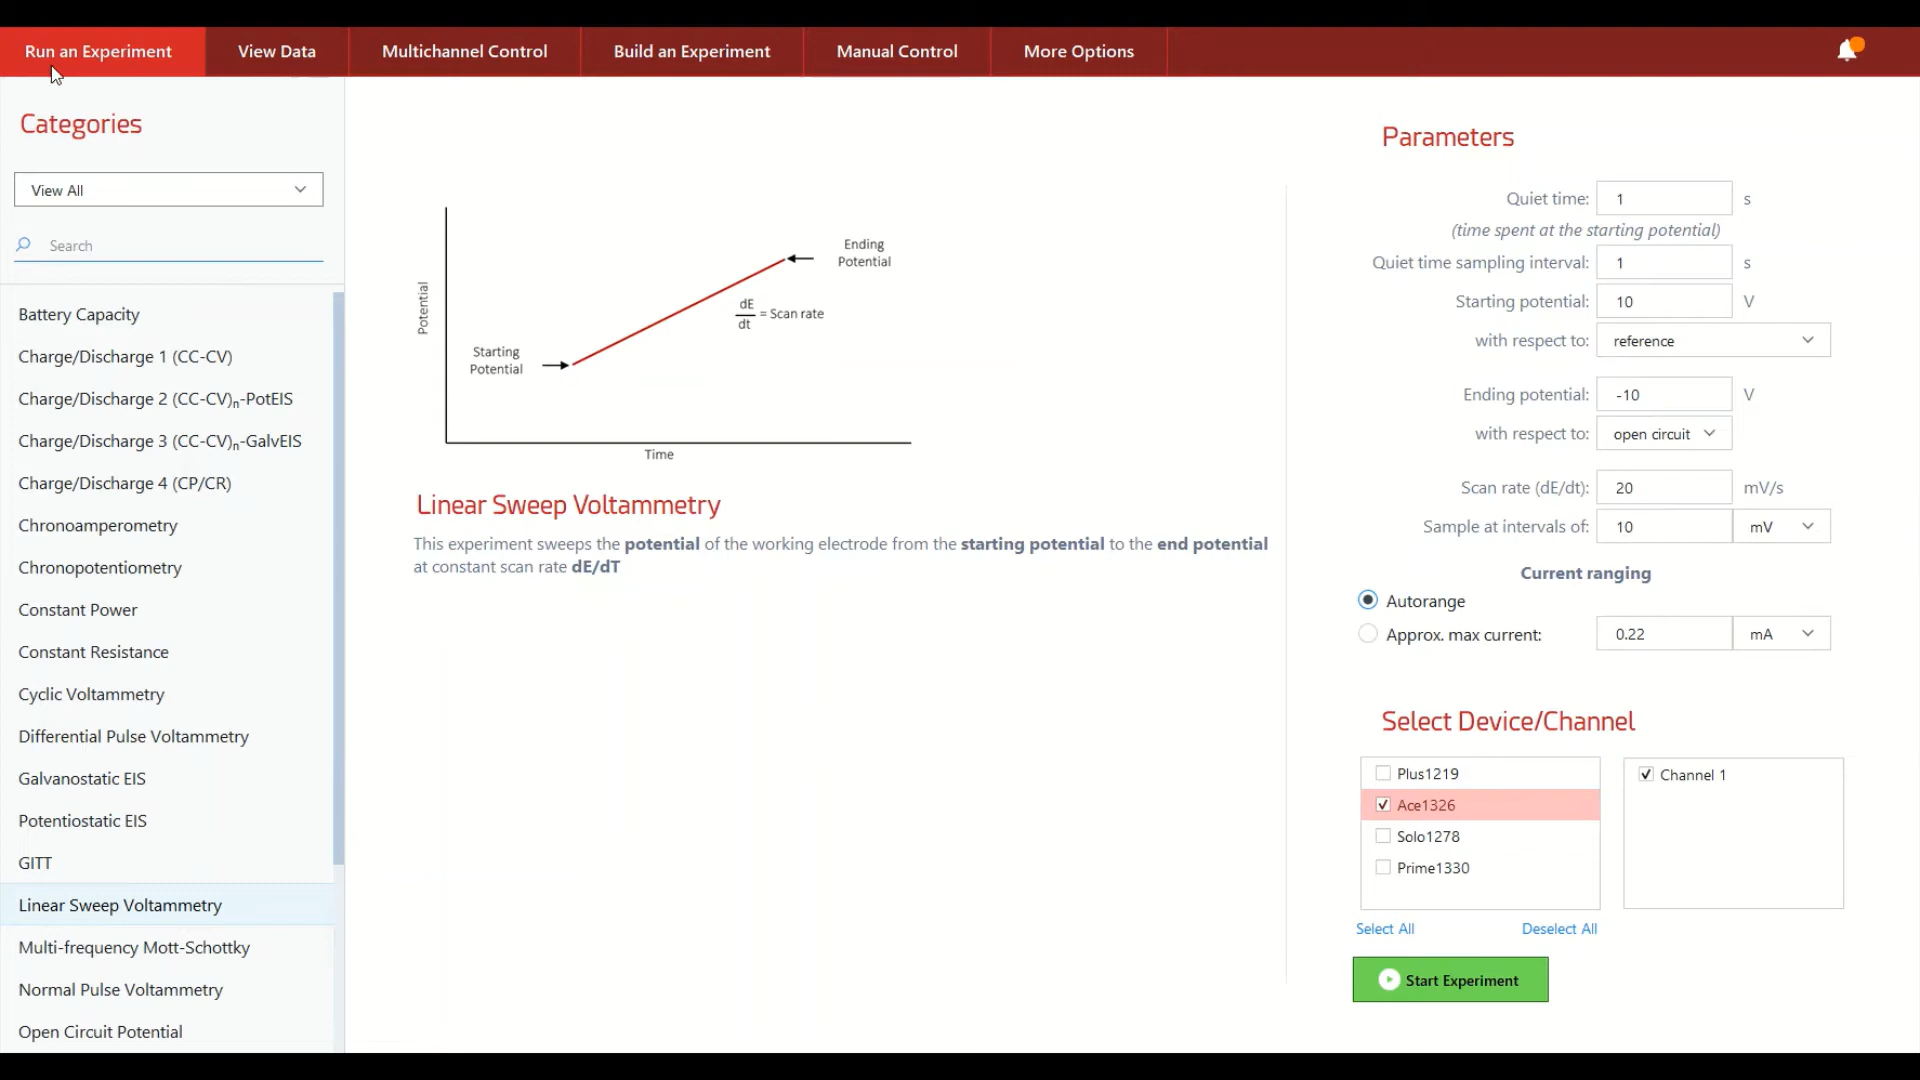 Run an Experiment
View Data
Multichannel Control
Build an Experiment
Manual Control
More Options
Categories
View All
Search
Battery Capacity
Charge/Discharge 1 (CC-CV)
Charge/Discharge 2 (CC-CV)n-PotEIS
Charge/Discharge 3 (CC-CV)n-GalvEIS
Charge/Discharge 4 (CP/CR)
Chronoamperometry
Chronopotentiometry
Constant Power
Constant Resistance
Cyclic Voltammetry
Differential Pulse Voltammetry
Galvanostatic EIS
Potentiostatic EIS
GITT
Linear Sweep Voltammetry
Multi-frequency Mott-Schottky
Normal Pulse Voltammetry
Open Circuit Potential
Potential
Ending
Potential
dE
dt
= Scan rate
Starting
Potential
Time
Linear Sweep Voltammetry
This experiment sweeps the potential of the working electrode from the starting potential to the end potential
at constant scan rate dE/dT
Parameters
Quiet time: 1 s
(time spent at the starting potential)
Quiet time sampling interval: 1 s
Starting potential: 10 V
with respect to: reference
Ending potential: -10 V
with respect to: open circuit
Scan rate (dE/dt): 20 mV/s
Sample at intervals of: 10 mV
Current ranging
Autorange
Approx. max current: 0.22 mA
Select Device/Channel
Plus1219
Ace1326
Solo1278
Prime1330
Channel 1
Select All
Deselect All
Start Experiment